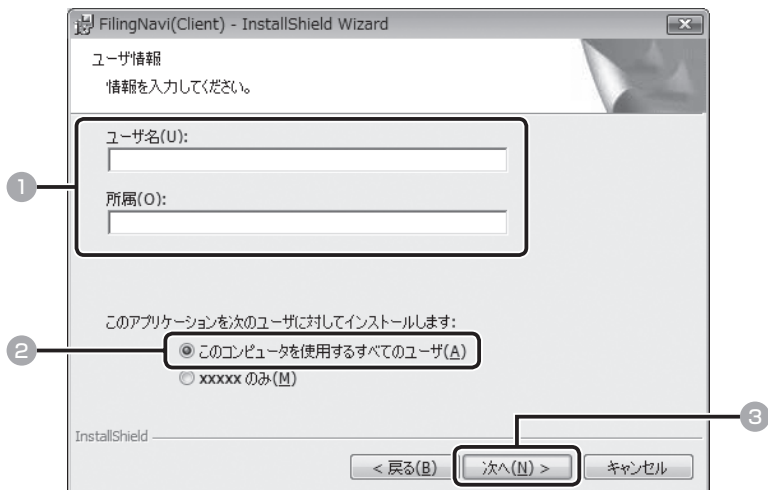 FilingNavi(Client) - InstallShield Wizard
ユーザ情報
情報を入力してください。
ユーザ名(U):
1
所属(O):
このアプリケーションを次のユーザに対してインストールします:
2
このコンピュータを使用するすべてのユーザ(A)
xxxxx のみ(M)
3
InstallShield
< 戻る(B) 次へ(N) > キャンセル